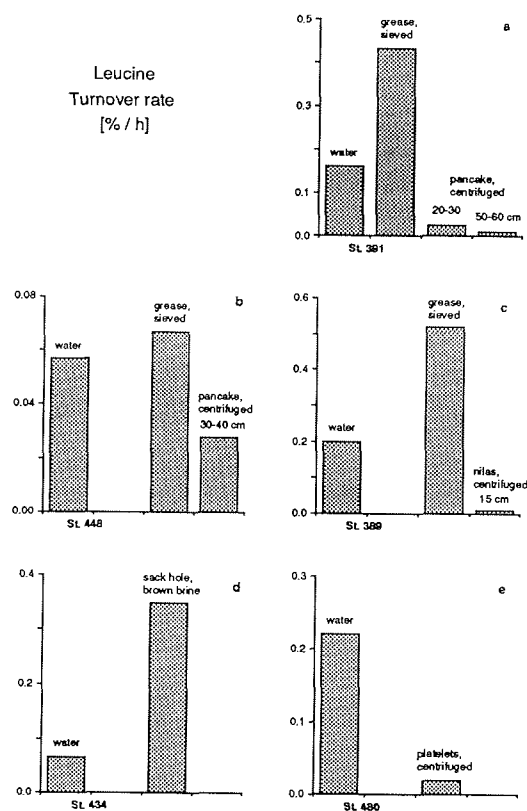 Leucine
Turnover rate
[% / h]
a
grease,
sieved
0.5
0.4
0.3
0.2
0.1
0.0
water
pancake,
centrifuged
20-30
50-60 cm
St. 391
b
0.08
0.04
0.00
water
grease,
sieved
pancake,
centrifuged
30-40 cm
St. 448
c
0.6
0.4
0.2
0.0
water
grease,
sieved
nilas,
centrifuged
15 cm
St. 389
d
0.4
0.2
0.0
water
sack hole,
brown brine
St. 434
e
0.3
0.2
0.1
0.0
water
platelets,
centrifuged
St. 480